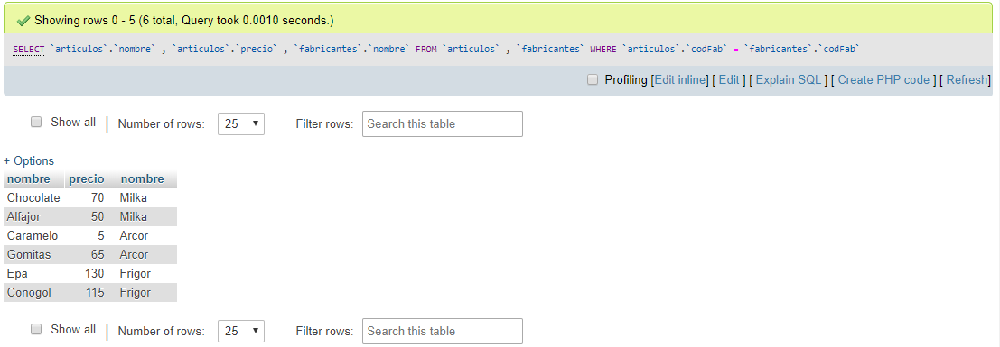 Showing rows 0 - 5 (6 total, Query took 0.0010 seconds.)
SELECT `articulos`.`nombre` , `articulos`.`precio` , `fabricantes`.`nombre` FROM `articulos` , `fabricantes` WHERE `articulos`.`codFab` = `fabricantes`.`codFab`
Profiling [Edit inline] [ Edit ] [ Explain SQL ] [ Create PHP code ] [ Refresh]
Show all | Number of rows: 25 Filter rows: Search this table
+ Options
nombre precio nombre
Chocolate 70 Milka
Alfajor 50 Milka
Caramelo 5 Arcor
Gomitas 65 Arcor
Epa 130 Frigor
Conogol 115 Frigor
Show all | Number of rows: 25 Filter rows: Search this table